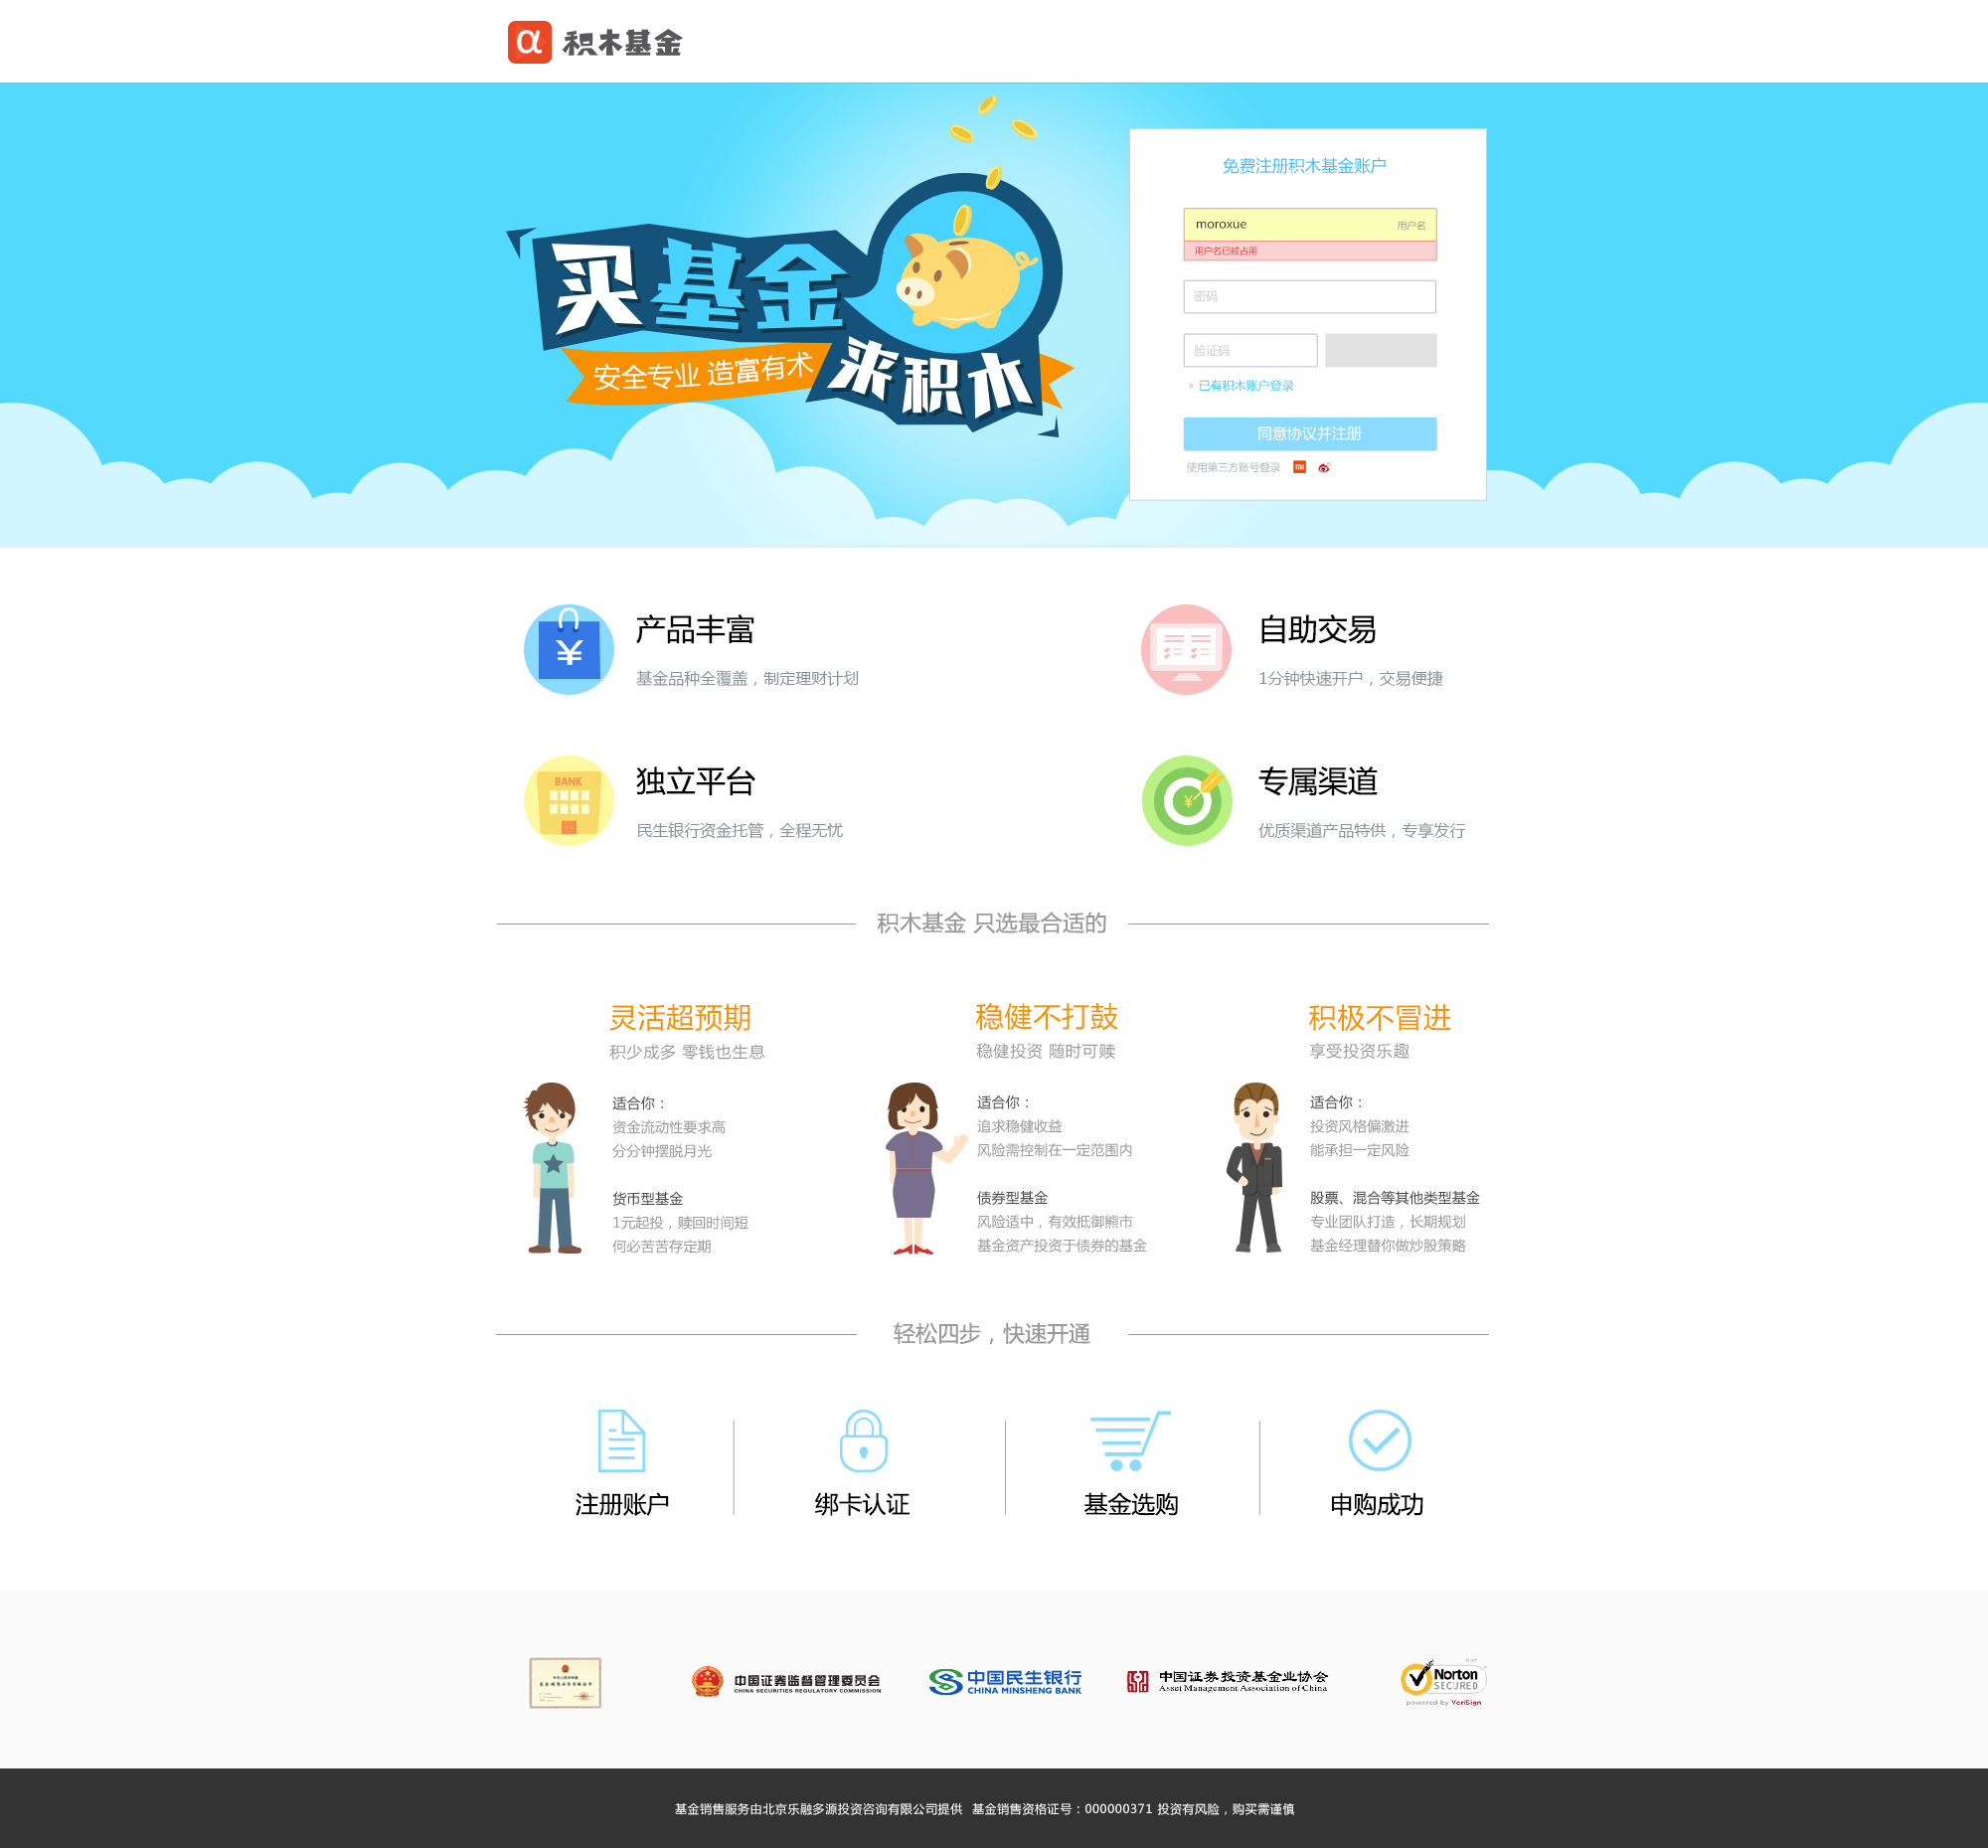 α 积木基金
买基金
安全专业 造富有术
来积木
免费注册积木基金账户
moroxue 用户名
用户名已被占用
密码
验证码
已有积木账户登录
同意协议并注册
使用第三方账号登录
产品丰富
基金品种全覆盖，制定理财计划
自助交易
1分钟快速开户，交易便捷
BANK
独立平台
民生银行资金托管，全程无忧
专属渠道
优质渠道产品特供，专享发行
积木基金 只选最合适的
灵活超预期
积少成多 零钱也生息
适合你：
资金流动性要求高
分分钟摆脱月光
货币型基金
1元起投，赎回时间短
何必苦苦存定期
稳健不打鼓
稳健投资 随时可赎
适合你：
追求稳健收益
风险需控制在一定范围内
债券型基金
风险适中，有效抵御熊市
基金资产投资于债券的基金
积极不冒进
享受投资乐趣
适合你：
投资风格偏激进
能承担一定风险
股票、混合等其他类型基金
专业团队打造，长期规划
基金经理替你做炒股策略
轻松四步，快速开通
注册账户
绑卡认证
基金选购
申购成功
中国证券监督管理委员会
CHINA SECURITIES REGULATORY COMMISSION
中国民生银行
CHINA MINSHENG BANK
中国证券投资基金业协会
Asset Management Association of China
Norton
SECURED
powered by VeriSign
基金销售服务由北京乐融多源投资咨询有限公司提供 基金销售资格证号：000000371 投资有风险，购买需谨慎